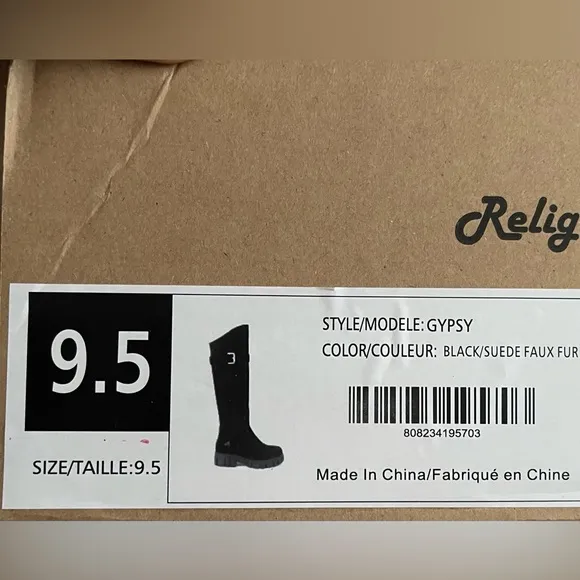 Relig
9.5
STYLE/MODELE: GYPSY
COLOR/COULEUR: BLACK/SUEDE FAUX FUR
808234195703
SIZE/TAILLE:9.5
Made In China/Fabriqué en Chine